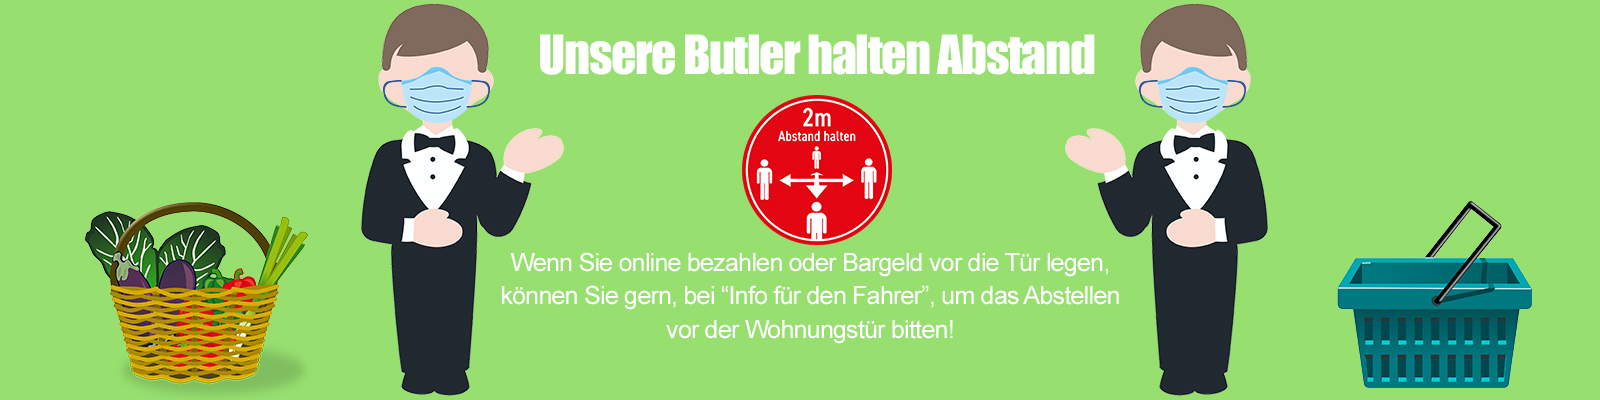 Unsere Butler halten Abstand
2m
Abstand halten
Wenn Sie online bezahlen oder Bargeld vor die Tür legen,
können Sie gern, bei “Info für den Fahrer”, um das Abstellen
vor der Wohnungstür bitten!